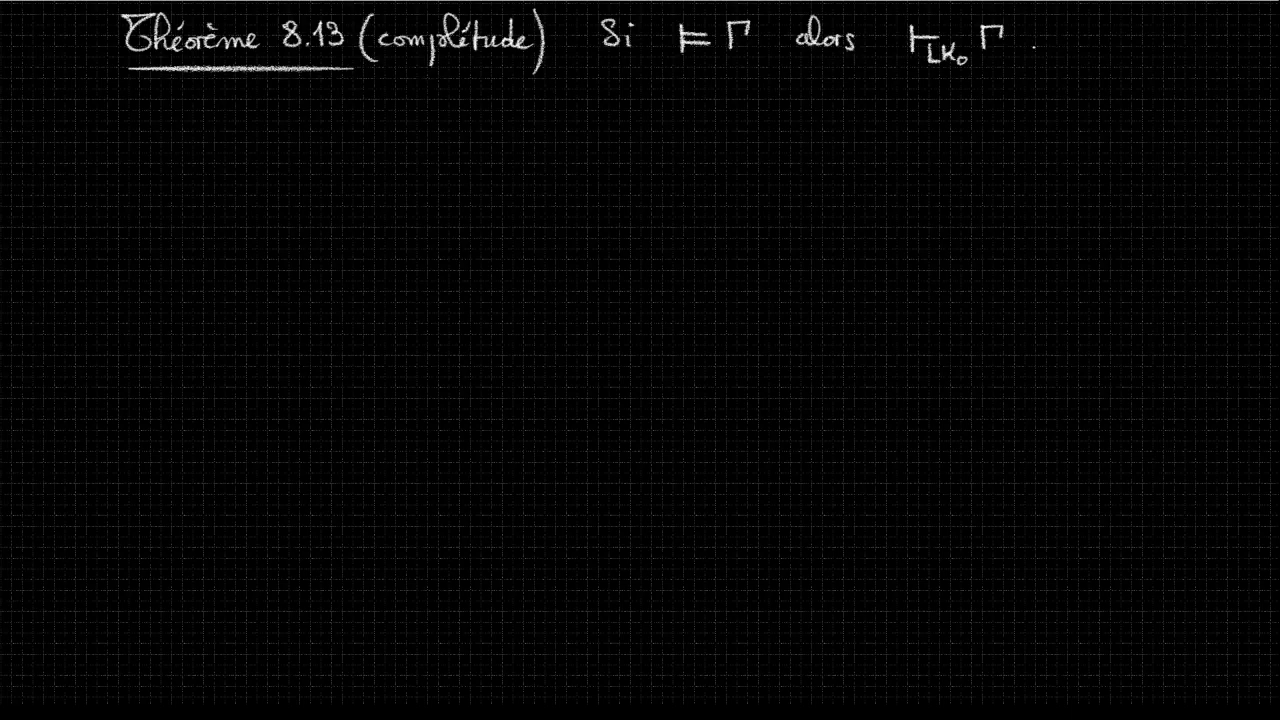 Théorème 8.13 (complétude) Si ⊨ Γ alors ⊢LK₀ Γ .